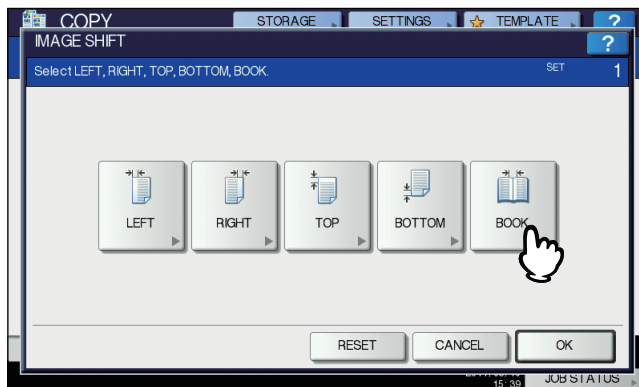 COPY STORAGE SETTINGS TEMPLATE ?
IMAGE SHIFT ?
Select LEFT, RIGHT, TOP, BOTTOM, BOOK. SET 1
LEFT RIGHT TOP BOTTOM BOOK
RESET CANCEL OK
15:39 JOB STATUS